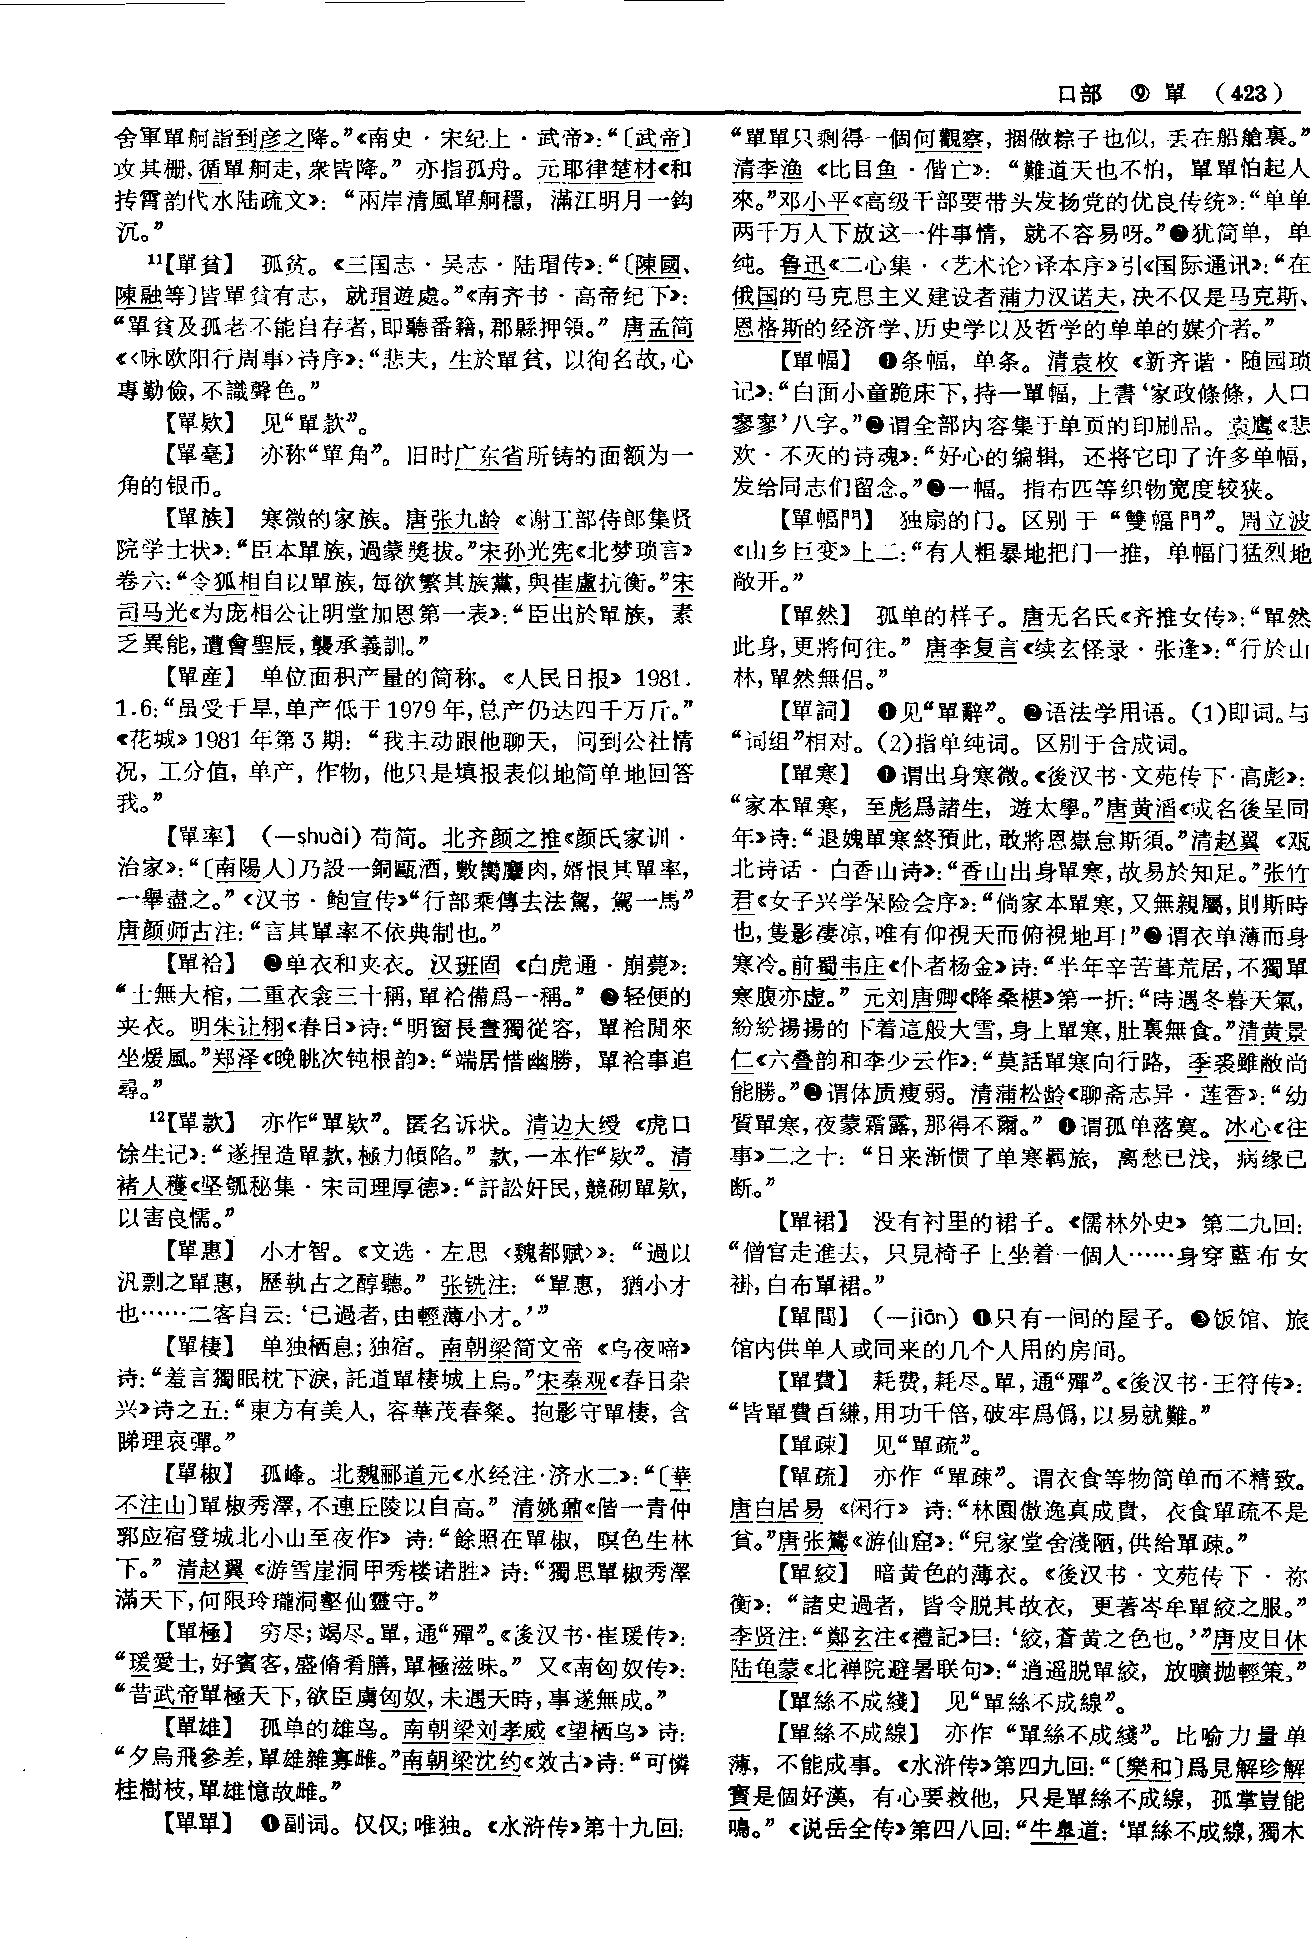 口部 ⑨ 單 （423）
舍軍單舸詣到彦之降。”《南史·宋纪上·武帝》：“〔武帝〕
攻其栅，循單舸走，衆皆降。”亦指孤舟。元耶律楚材《和
抟霄韵代水陆疏文》：“兩岸清風單舸穩，滿江明月一鈎
沉。”
11【單貧】 孤贫。《三国志·吴志·陆瑁传》：“〔陳國、
陳融等〕皆單貧有志，就瑁遊處。”《南齐书·高帝纪下》：
“單貧及孤老不能自存者，即聽番籍，郡縣押領。”唐孟简
《〈咏欧阳行周事〉诗序》：“悲夫，生於單貧，以徇名故，心
專勤儉，不識聲色。”
【單欵】 见“單款”。
【單毫】 亦称“單角”。旧时广东省所铸的面额为一
角的银币。
【單族】 寒微的家族。唐张九龄《谢工部侍郎集贤
院学士状》：“臣本單族，過蒙奬拔。”宋孙光宪《北梦琐言》
卷六：“令狐相自以單族，每欲繁其族黨，與崔盧抗衡。”宋
司马光《为庞相公让明堂加恩第一表》：“臣出於單族，素
乏異能，遭會聖辰，襲承義訓。”
【單産】 单位面积产量的简称。《人民日报》1981.
1.6：“虽受干旱，单产低于1979年，总产仍达四千万斤。”
《花城》1981年第3期：“我主动跟他聊天，问到公社情
况，工分值，单产，作物，他只是填报表似地简单地回答
我。”
【單率】 （—shuài）苟简。北齐颜之推《颜氏家训·
治家》：“〔南陽人〕乃設一銅甌酒，數臠麞肉，婿恨其單率，
一舉盡之。”《汉书·鲍宣传》“行部乘傳去法駕，駕一馬”
唐颜师古注：“言其單率不依典制也。”
【單袷】 ❶单衣和夹衣。汉班固《白虎通·崩薨》：
“士無大棺，二重衣衾三十稱，單袷備爲一稱。”❷轻便的
夹衣。明朱让栩《春日》诗：“明窗長晝獨從容，單袷閒來
坐煖風。”郑泽《晚眺次钝根韵》：“端居惜幽勝，單袷事追
尋。”
12【單款】 亦作“單欵”。匿名诉状。清边大绶《虎口
馀生记》：“遂捏造單款，極力傾陷。”款，一本作“欵”。清
褚人穫《坚瓠秘集·宋司理厚德》：“訐訟奸民，競砌單欵，
以害良懦。”
【單惠】 小才智。《文选·左思〈魏都赋〉》：“過以
汎剽之單惠，歷執古之醇聽。”张铣注：“單惠，猶小才
也……二客自云：‘已過者，由輕薄小才。’”
【單棲】 单独栖息；独宿。南朝梁简文帝《乌夜啼》
诗：“羞言獨眠枕下淚，託道單棲城上烏。”宋秦观《春日杂
兴》诗之五：“東方有美人，容華茂春粲。抱影守單棲，含
睇理哀彈。”
【單椒】 孤峰。北魏郦道元《水经注·济水二》：“〔華
不注山〕單椒秀澤，不連丘陵以自高。”清姚鼐《偕一青仲
郭应宿登城北小山至夜作》诗：“餘照在單椒，暝色生林
下。”清赵翼《游雪崖洞甲秀楼诸胜》诗：“獨思單椒秀澤
滿天下，何限玲瓏洞壑仙靈守。”
【單極】 穷尽；竭尽。單，通“殫”。《後汉书·崔瑗传》：
“瑗愛士，好賓客，盛脩肴膳，單極滋味。”又《南匈奴传》：
“昔武帝單極天下，欲臣虜匈奴，未遇天時，事遂無成。”
【單雄】 孤单的雄鸟。南朝梁刘孝威《望栖乌》诗：
“夕烏飛參差，單雄雜寡雌。”南朝梁沈约《效古》诗：“可憐
桂樹枝，單雄憶故雌。”
【單單】 ❶副词。仅仅；唯独。《水浒传》第十九回：
“單單只剩得一個何觀察，捆做粽子也似，丢在船艙裏。”
清李渔《比目鱼·偕亡》：“難道天也不怕，單單怕起人
來。”邓小平《高级干部要带头发扬党的优良传统》：“单单
两千万人下放这一件事情，就不容易呀。”❷犹简单，单
纯。鲁迅《二心集·〈艺术论〉译本序》引《国际通讯》：“在
俄国的马克思主义建设者蒲力汉诺夫，决不仅是马克斯、
恩格斯的经济学、历史学以及哲学的单单的媒介者。”
【單幅】 ❶条幅，单条。清袁枚《新齐谐·随园琐
记》：“白面小童跪床下，持一單幅，上書‘家政條條，人口
寥寥’八字。”❷谓全部内容集于单页的印刷品。袁鹰《悲
欢·不灭的诗魂》：“好心的编辑，还将它印了许多单幅，
发给同志们留念。”❸一幅。指布匹等织物宽度较狭。
【單幅門】 独扇的门。区别于“雙幅門”。周立波
《山乡巨变》上二：“有人粗暴地把门一推，单幅门猛烈地
敞开。”
【單然】 孤单的样子。唐无名氏《齐推女传》：“單然
此身，更將何往。”唐李复言《续玄怪录·张逢》：“行於山
林，單然無侣。”
【單詞】 ❶见“單辭”。❷语法学用语。(1)即词。与
“词组”相对。(2)指单纯词。区别于合成词。
【單寒】 ❶谓出身寒微。《後汉书·文苑传下·高彪》：
“家本單寒，至彪爲諸生，遊太學。”唐黄滔《或名後呈同
年》诗：“退媿單寒終預此，敢將恩嶽怠斯須。”清赵翼《瓯
北诗话·白香山诗》：“香山出身單寒，故易於知足。”张竹
君《女子兴学保险会序》：“倘家本單寒，又無親屬，則斯時
也，隻影凄凉，唯有仰視天而俯視地耳！”❷谓衣单薄而身
寒冷。前蜀韦庄《仆者杨金》诗：“半年辛苦葺荒居，不獨單
寒腹亦虚。”元刘唐卿《降桑椹》第一折：“時遇冬暮天氣，
紛紛揚揚的下着這般大雪，身上單寒，肚裏無食。”清黄景
仁《六叠韵和李少云作》：“莫話單寒向行路，季裘雖敝尚
能勝。”❸谓体质瘦弱。清蒲松龄《聊斋志异·莲香》：“幼
質單寒，夜蒙霜露，那得不爾。”❹谓孤单落寞。冰心《往
事》二之十：“日来渐惯了单寒羁旅，离愁已浅，病缘已
断。”
【單裙】 没有衬里的裙子。《儒林外史》第二九回：
“僧官走進去，只見椅子上坐着一個人……身穿藍布女
褂，白布單裙。”
【單間】 （—jiān）❶只有一间的屋子。❷饭馆、旅
馆内供单人或同来的几个人用的房间。
【單費】 耗费，耗尽。單，通“殫”。《後汉书·王符传》：
“皆單費百縑，用功千倍，破牢爲僞，以易就難。”
【單疎】 见“單疏”。
【單疏】 亦作“單疎”。谓衣食等物简单而不精致。
唐白居易《闲行》诗：“林園傲逸真成貴，衣食單疏不是
貧。”唐张鷟《游仙窟》：“兒家堂舍淺陋，供給單疎。”
【單絞】 暗黄色的薄衣。《後汉书·文苑传下·祢
衡》：“諸史過者，皆令脱其故衣，更著岑牟單絞之服。”
李贤注：“鄭玄注《禮記》曰：‘絞，蒼黄之色也。’”唐皮日休
陆龟蒙《北禅院避暑联句》：“逍遥脱單絞，放曠抛輕策。”
【單絲不成綫】 见“單絲不成線”。
【單絲不成線】 亦作“單絲不成綫”。比喻力量单
薄，不能成事。《水浒传》第四九回：“〔樂和〕爲見解珍解
寶是個好漢，有心要救他，只是單絲不成線，孤掌豈能
鳴。”《说岳全传》第四八回：“牛臯道：‘單絲不成線，獨木